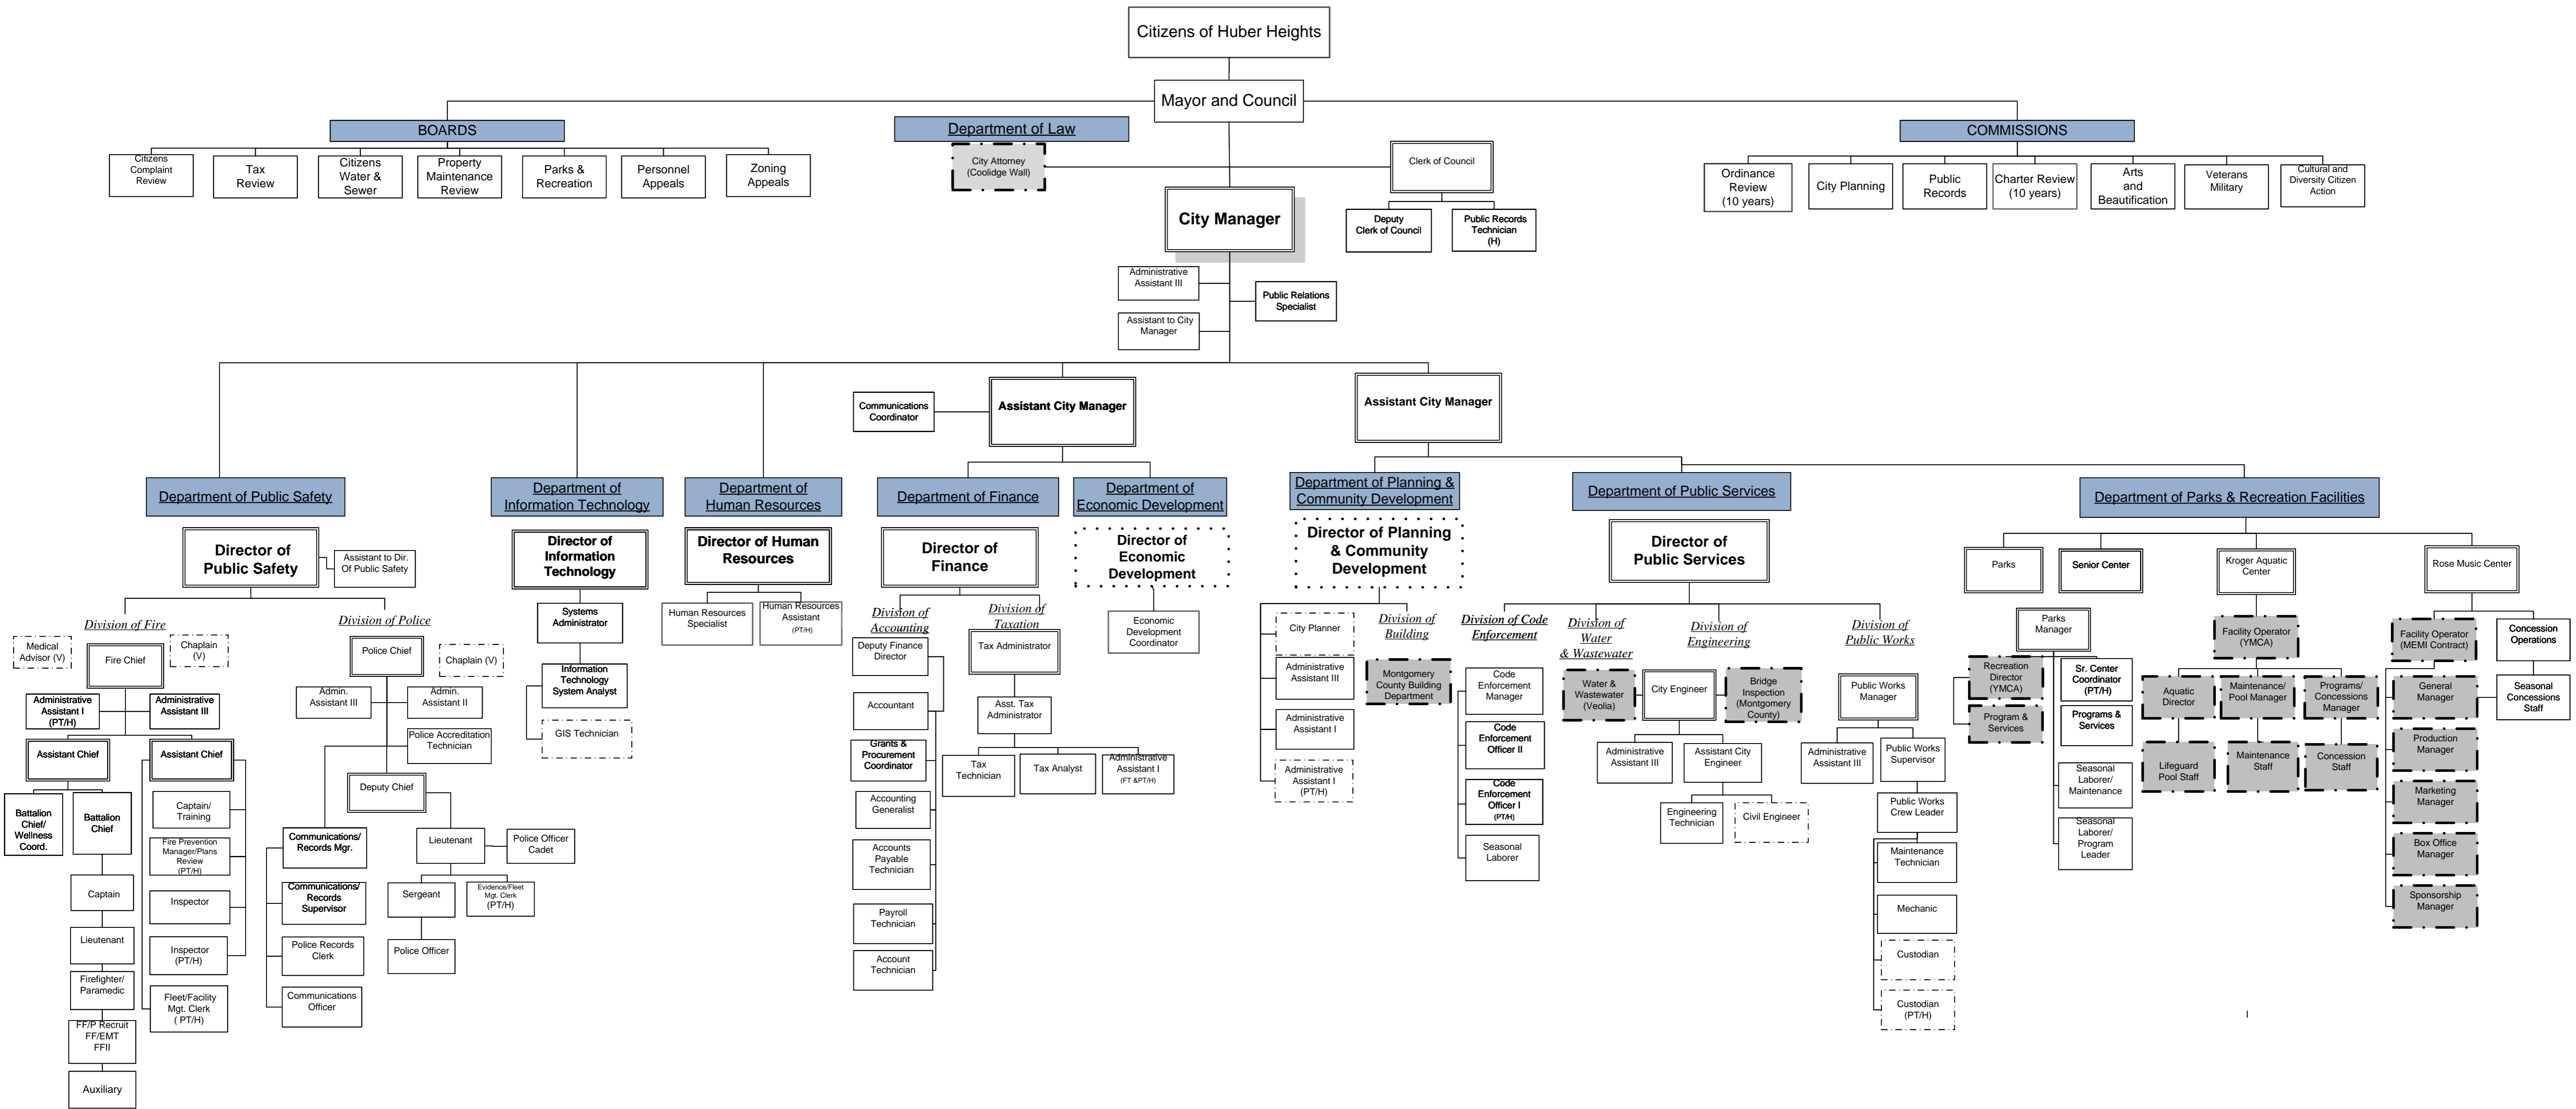 Citizens of Huber Heights
Mayor and Council
BOARDS
Citizens
Complaint
Review
Tax
Review
Citizens
Water &
Sewer
Property
Maintenance
Review
Parks &
Recreation
Personnel
Appeals
Zoning
Appeals
Department of Law
City Attorney
(Coolidge Wall)
Clerk of Council
Deputy
Clerk of Council
Public Records
Technician
(H)
COMMISSIONS
Ordinance
Review
(10 years)
City Planning
Public
Records
Charter Review
(10 years)
Arts
and
Beautification
Veterans
Military
Cultural and
Diversity Citizen
Action
City Manager
Administrative
Assistant III
Public Relations
Specialist
Assistant to City
Manager
Communications
Coordinator
Assistant City Manager
Assistant City Manager
Department of Public Safety
Director of
Public Safety
Assistant to Dir.
Of Public Safety
Division of Fire
Medical
Advisor (V)
Fire Chief
Chaplain
(V)
Administrative
Assistant I
(PT/H)
Administrative
Assistant III
Assistant Chief
Assistant Chief
Battalion
Chief/
Wellness
Coord.
Battalion
Chief
Captain
Lieutenant
Firefighter/
Paramedic
FF/P Recruit
FF/EMT
FFII
Auxiliary
Captain/
Training
Fire Prevention
Manager/Plans
Review
(PT/H)
Inspector
Inspector
(PT/H)
Fleet/Facility
Mgt. Clerk
( PT/H)
Division of Police
Police Chief
Chaplain (V)
Admin.
Assistant III
Admin.
Assistant II
Police Accreditation
Technician
Deputy Chief
Communications/
Records Mgr.
Communications/
Records
Supervisor
Police Records
Clerk
Communications
Officer
Lieutenant
Police Officer
Cadet
Sergeant
Evidence/Fleet
Mgt. Clerk
(PT/H)
Police Officer
Department of
Information Technology
Director of
Information
Technology
Systems
Administrator
Information
Technology
System Analyst
GIS Technician
Department of
Human Resources
Director of Human
Resources
Human Resources
Specialist
Human Resources
Assistant
(PT/H)
Department of Finance
Director of
Finance
Division of
Accounting
Deputy Finance
Director
Accountant
Grants &
Procurement
Coordinator
Accounting
Generalist
Accounts
Payable
Technician
Payroll
Technician
Account
Technician
Division of
Taxation
Tax Administrator
Asst. Tax
Administrator
Tax
Technician
Tax Analyst
Administrative
Assistant I
(FT &PT/H)
Department of
Economic Development
Director of
Economic
Development
Economic
Development
Coordinator
Department of Planning &
Community Development
Director of Planning
& Community
Development
City Planner
Administrative
Assistant III
Administrative
Assistant I
Administrative
Assistant I
(PT/H)
Division of
Building
Montgomery
County Building
Department
Department of Public Services
Director of
Public Services
Division of Code
Enforcement
Code
Enforcement
Manager
Code
Enforcement
Officer II
Code
Enforcement
Officer I
(PT/H)
Seasonal
Laborer
Division of
Water
& Wastewater
Water &
Wastewater
(Veolia)
Division of
Engineering
City Engineer
Bridge
Inspection
(Montgomery
County)
Administrative
Assistant III
Assistant City
Engineer
Engineering
Technician
Civil Engineer
Division of
Public Works
Public Works
Manager
Administrative
Assistant III
Public Works
Supervisor
Public Works
Crew Leader
Maintenance
Technician
Mechanic
Custodian
Custodian
(PT/H)
Department of Parks & Recreation Facilities
Parks
Senior Center
Kroger Aquatic
Center
Rose Music Center
Parks
Manager
Recreation
Director
(YMCA)
Program &
Services
Sr. Center
Coordinator
(PT/H)
Programs &
Services
Seasonal
Laborer/
Maintenance
Seasonal
Laborer/
Program
Leader
Facility Operator
(YMCA)
Aquatic
Director
Maintenance/
Pool Manager
Programs/
Concessions
Manager
Lifeguard
Pool Staff
Maintenance
Staff
Concession
Staff
Facility Operator
(MEMI Contract)
General
Manager
Production
Manager
Marketing
Manager
Box Office
Manager
Sponsorship
Manager
Concession
Operations
Seasonal
Concessions
Staff